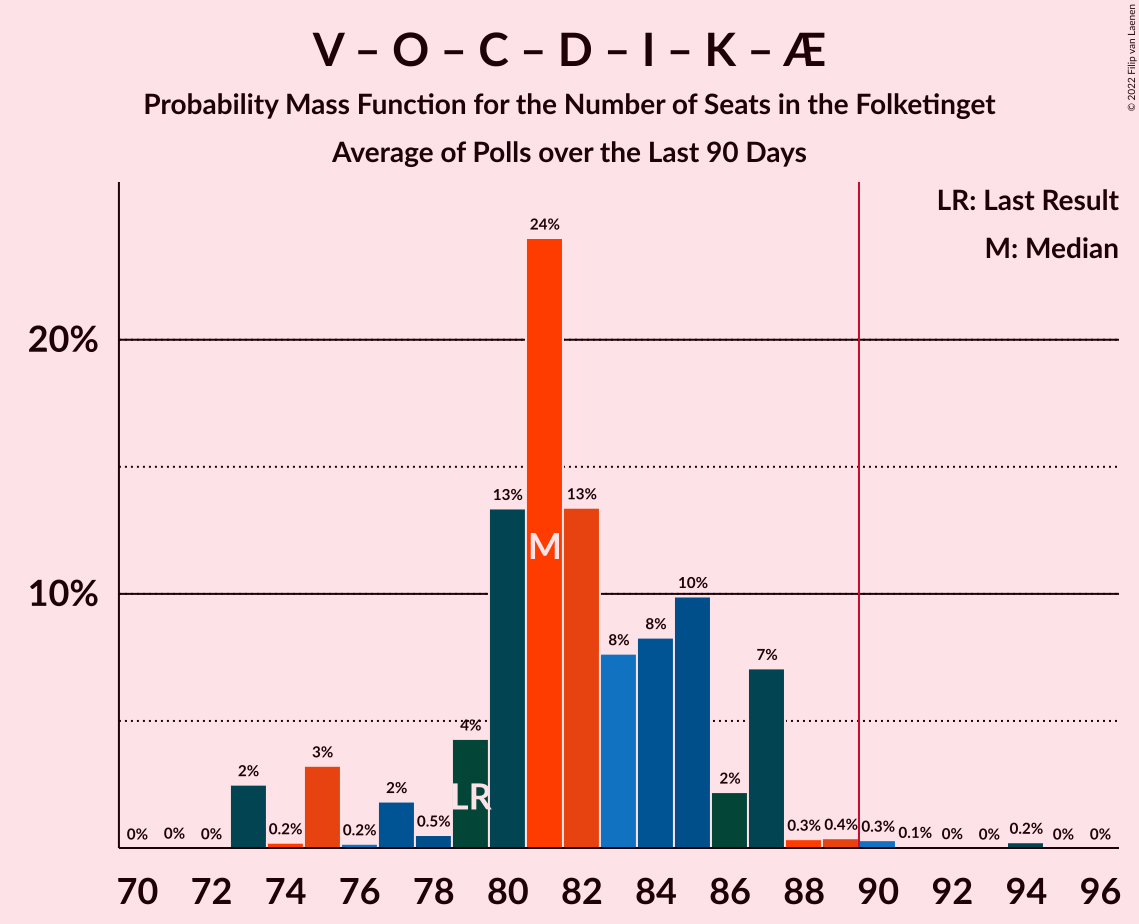 V – O – C – D – I – K – Æ
Probability Mass Function for the Number of Seats in the Folketinget
Average of Polls over the Last 90 Days
© 2022 Filip van Laenen
LR: Last Result
M: Median
20%
10%
0% 0% 0% 2% 0.2% 3% 0.2% 2% 0.5% 4% 13% 24% 13% 8% 8% 10% 2% 7% 0.3% 0.4% 0.3% 0.1% 0% 0% 0.2% 0% 0%
M
LR
70 72 74 76 78 80 82 84 86 88 90 92 94 96